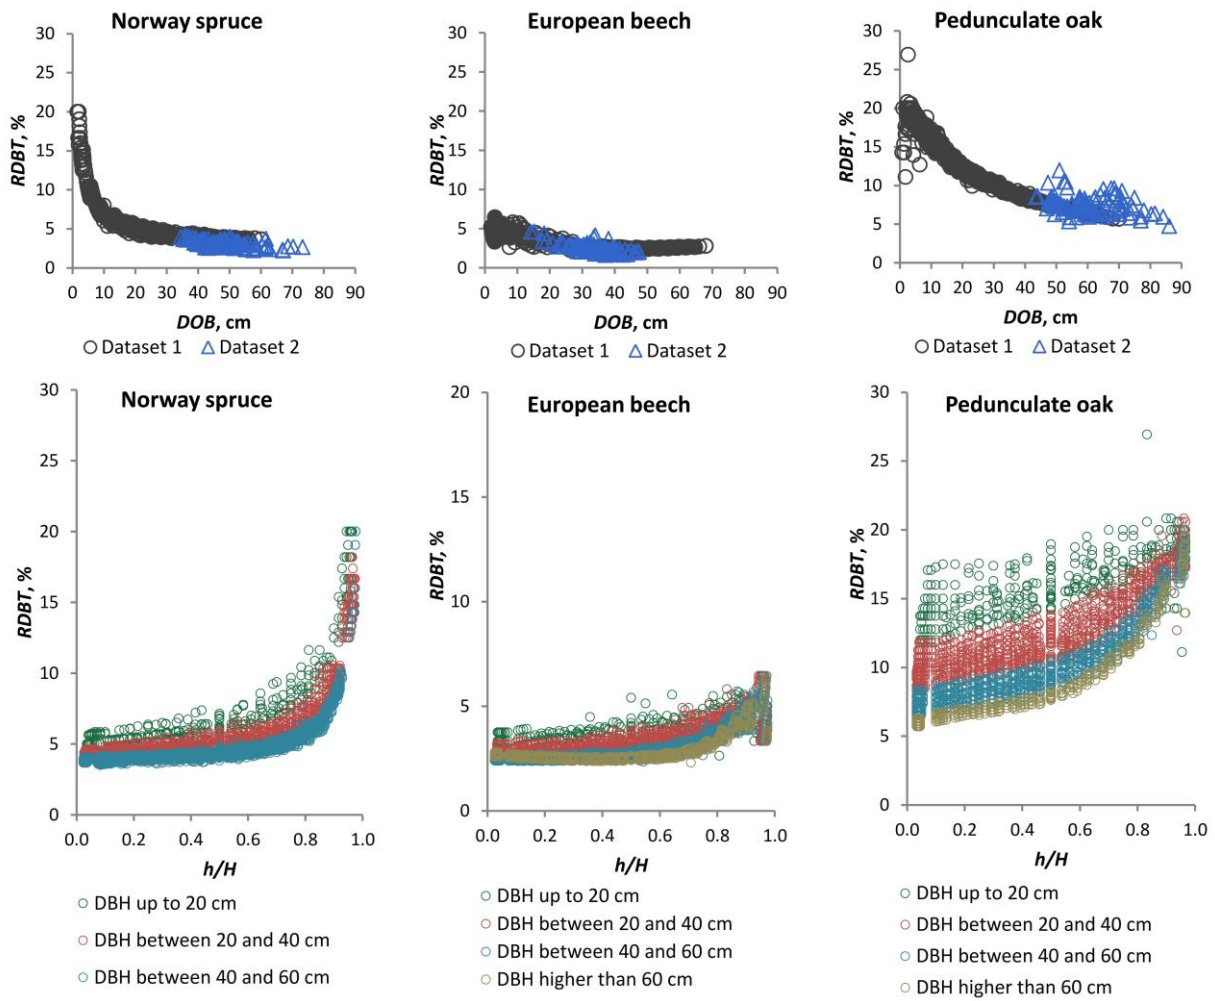 Norway spruce
30
25
20
15
10
5
0
RDBT, %
0 10 20 30 40 50 60 70 80 90
DOB, cm
Dataset 1 Dataset 2
European beech
30
25
20
15
10
5
0
RDBT, %
0 10 20 30 40 50 60 70 80 90
DOB, cm
Dataset 1 Dataset 2
Pedunculate oak
30
25
20
15
10
5
0
RDBT, %
0 10 20 30 40 50 60 70 80 90
DOB, cm
Dataset 1 Dataset 2
Norway spruce
30
25
20
15
10
5
0
RDBT, %
0.0 0.2 0.4 0.6 0.8 1.0
h/H
DBH up to 20 cm
DBH between 20 and 40 cm
DBH between 40 and 60 cm
European beech
20
15
10
5
0
RDBT, %
0.0 0.2 0.4 0.6 0.8 1.0
h/H
DBH up to 20 cm
DBH between 20 and 40 cm
DBH between 40 and 60 cm
DBH higher than 60 cm
Pedunculate oak
30
25
20
15
10
5
0
RDBT, %
0.0 0.2 0.4 0.6 0.8 1.0
h/H
DBH up to 20 cm
DBH between 20 and 40 cm
DBH between 40 and 60 cm
DBH higher than 60 cm